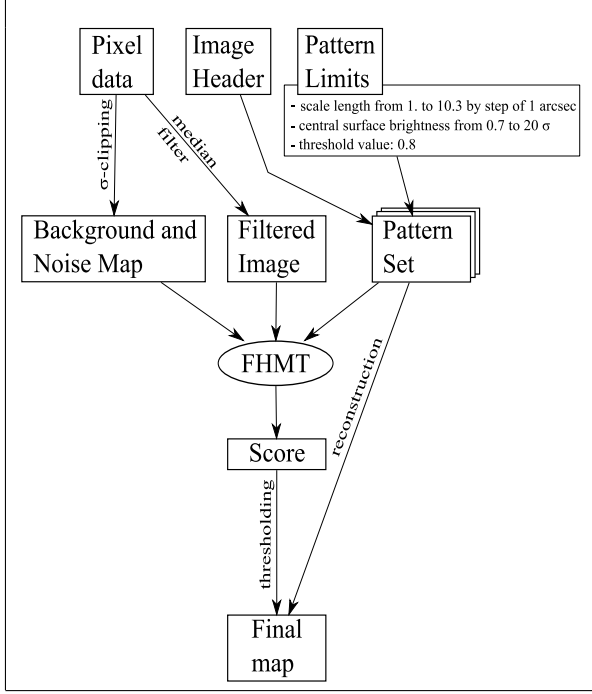 Pixel
data
Image
Header
Pattern
Limits
- scale length from 1. to 10.3 by step of 1 arcsec
- central surface brightness from 0.7 to 20 σ
- threshold value: 0.8
σ-clipping
median
filter
Background and
Noise Map
Filtered
Image
Pattern
Set
FHMT
reconstruction
Score
thresholding
Final
map